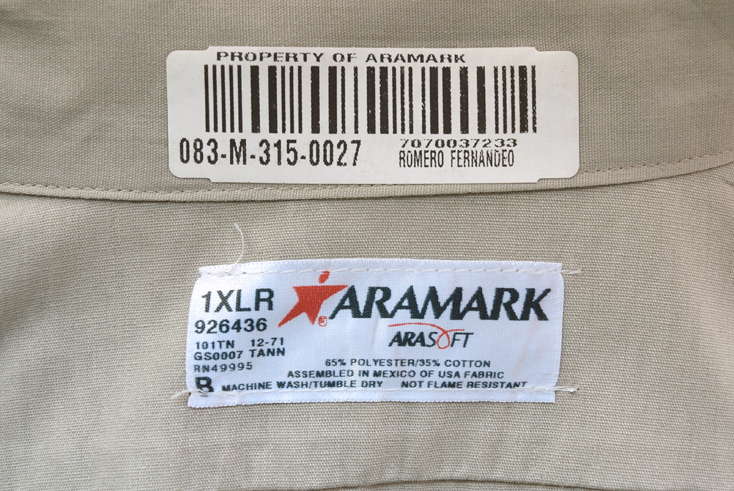 PROPERTY OF ARAMARK
083-M-315-0027
7070037233
ROMERO FERNANDEO
1XLR
926436
101TN 12-71
GS0007 TANN
RN49995
B
ARAMARK
®
ARASOFT
65% POLYESTER/35% COTTON
ASSEMBLED IN MEXICO OF USA FABRIC
MACHINE WASH/TUMBLE DRY NOT FLAME RESISTANT